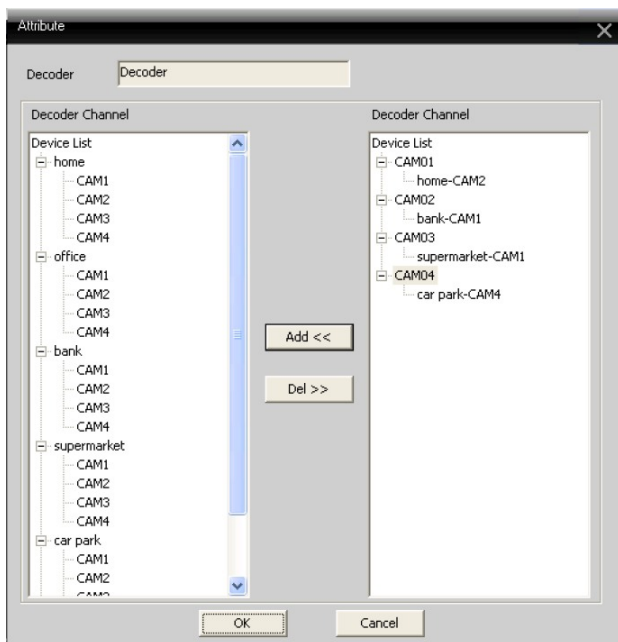 Attribute
Decoder
Decoder
Decoder Channel
Device List
home
CAM1
CAM2
CAM3
CAM4
office
CAM1
CAM2
CAM3
CAM4
bank
CAM1
CAM2
CAM3
CAM4
supermarket
CAM1
CAM2
CAM3
CAM4
car park
CAM1
CAM2
Add <<
Del >>
Decoder Channel
Device List
CAM01
home-CAM2
CAM02
bank-CAM1
CAM03
supermarket-CAM1
CAM04
car park-CAM4
OK
Cancel